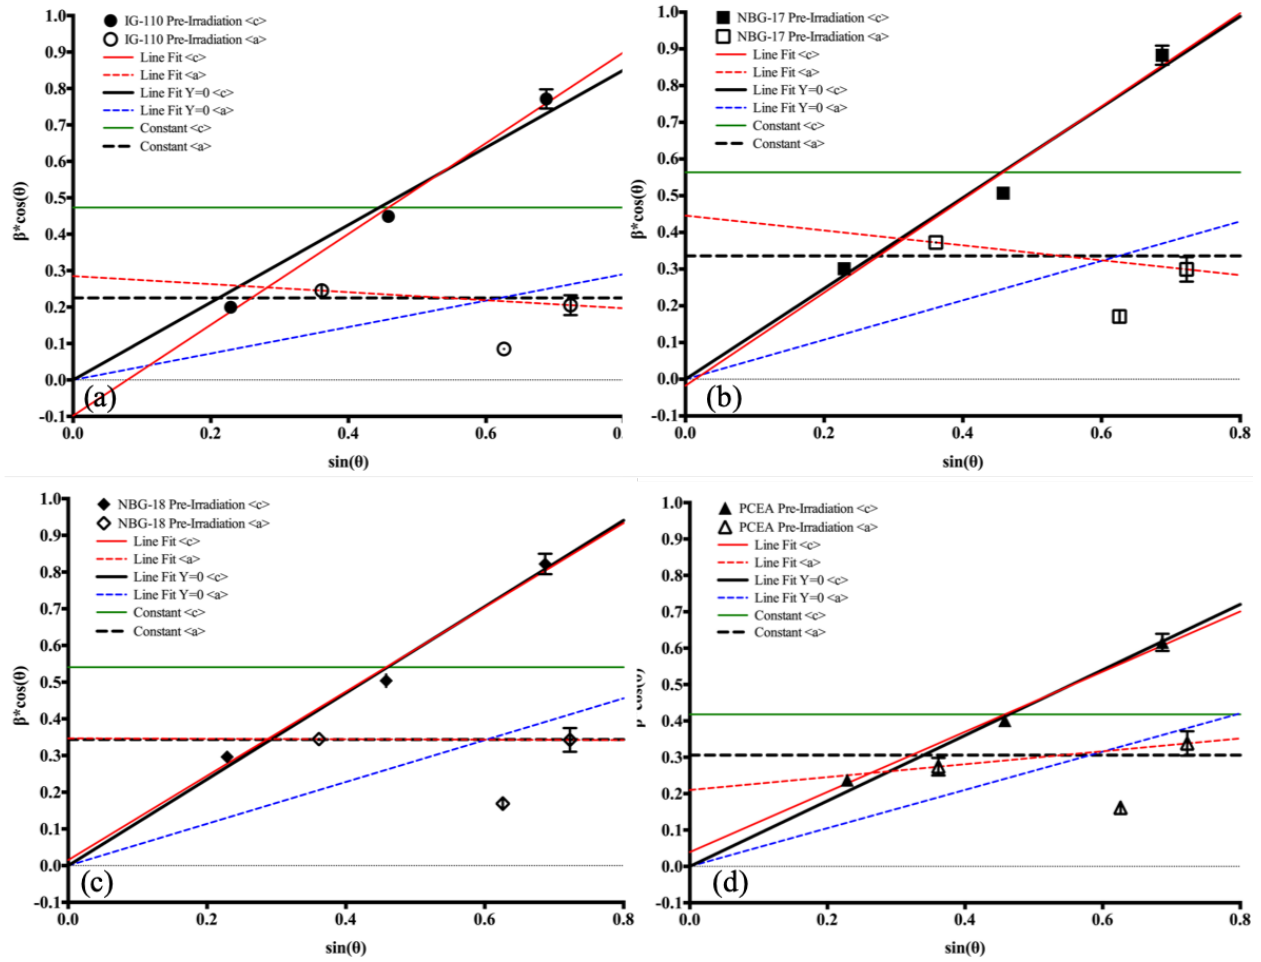 1.0
0.9
0.8
0.7
0.6
0.5
0.4
0.3
0.2
0.1
0.0
-0.1
β*cos(θ)
IG-110 Pre-Irradiation <c>
IG-110 Pre-Irradiation <a>
Line Fit <c>
Line Fit <a>
Line Fit Y=0 <c>
Line Fit Y=0 <a>
Constant <c>
Constant <a>
(a)
0.0 0.2 0.4 0.6 0.
sin(θ)
1.0
0.9
0.8
0.7
0.6
0.5
0.4
0.3
0.2
0.1
0.0
-0.1
β*cos(θ)
NBG-17 Pre-Irradiation <c>
NBG-17 Pre-Irradiation <a>
Line Fit <c>
Line Fit <a>
Line Fit Y=0 <c>
Line Fit Y=0 <a>
Constant <c>
Constant <a>
(b)
0.0 0.2 0.4 0.6 0.8
sin(θ)
1.0
0.9
0.8
0.7
0.6
0.5
0.4
0.3
0.2
0.1
0.0
-0.1
β*cos(θ)
NBG-18 Pre-Irradiation <c>
NBG-18 Pre-Irradiation <a>
Line Fit <c>
Line Fit <a>
Line Fit Y=0 <c>
Line Fit Y=0 <a>
Constant <c>
Constant <a>
(c)
0.0 0.2 0.4 0.6 0.8
sin(θ)
1.0
0.9
0.8
0.7
0.6
0.5
0.4
0.3
0.2
0.1
0.0
-0.1
PCEA Pre-Irradiation <c>
PCEA Pre-Irradiation <a>
Line Fit <c>
Line Fit <a>
Line Fit Y=0 <c>
Line Fit Y=0 <a>
Constant <c>
Constant <a>
(d)
0.0 0.2 0.4 0.6 0.8
sin(θ)